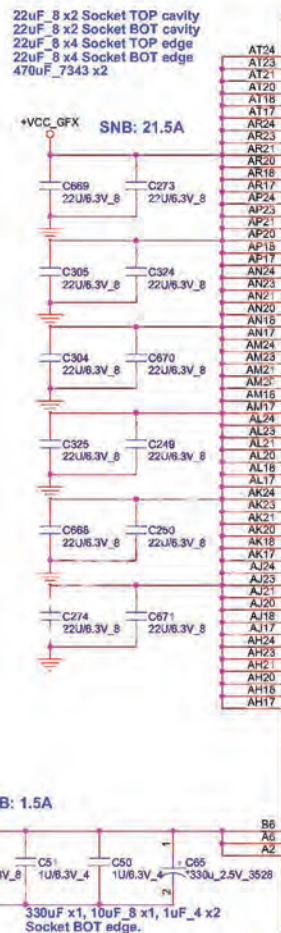 22uF_8 x2 Socket TOP cavity
22uF_8 x2 Socket BOT cavity
22uF_8 x4 Socket TOP edge
22uF_8 x4 Socket BOT edge
470uF_7343 x2
+VCC_GFX
SNB: 21.5A
AT24
AT23
AT21
AT20
AT18
AT17
AR24
AR23
AR21
AR20
AR18
AR17
AP24
AP23
AP21
AP20
AP18
AP17
AN24
AN23
AN21
AN20
AN18
AN17
AM24
AM23
AM21
AM20
AM18
AM17
AL24
AL23
AL21
AL20
AL18
AL17
AK24
AK23
AK21
AK20
AK18
AK17
AJ24
AJ23
AJ21
AJ20
AJ18
AJ17
AH24
AH23
AH21
AH20
AH18
AH17
C669 C273
22U/6.3V_8 22U/6.3V_8
C305 C324
22U/6.3V_8 22U/6.3V_8
C304 C670
22U/6.3V_8 22U/6.3V_8
C325 C249
22U/6.3V_8 22U/6.3V_8
C668 C250
22U/6.3V_8 22U/6.3V_8
C274 C671
22U/6.3V_8 22U/6.3V_8
B: 1.5A
B6
A6
A2
C51 C50 1 + C65
3V_8 1U/6.3V_4 1U/6.3V_4 *330u_2.5V_3528
2
330uF x1, 10uF_8 x1, 1uF_4 x2
Socket BOT edge.